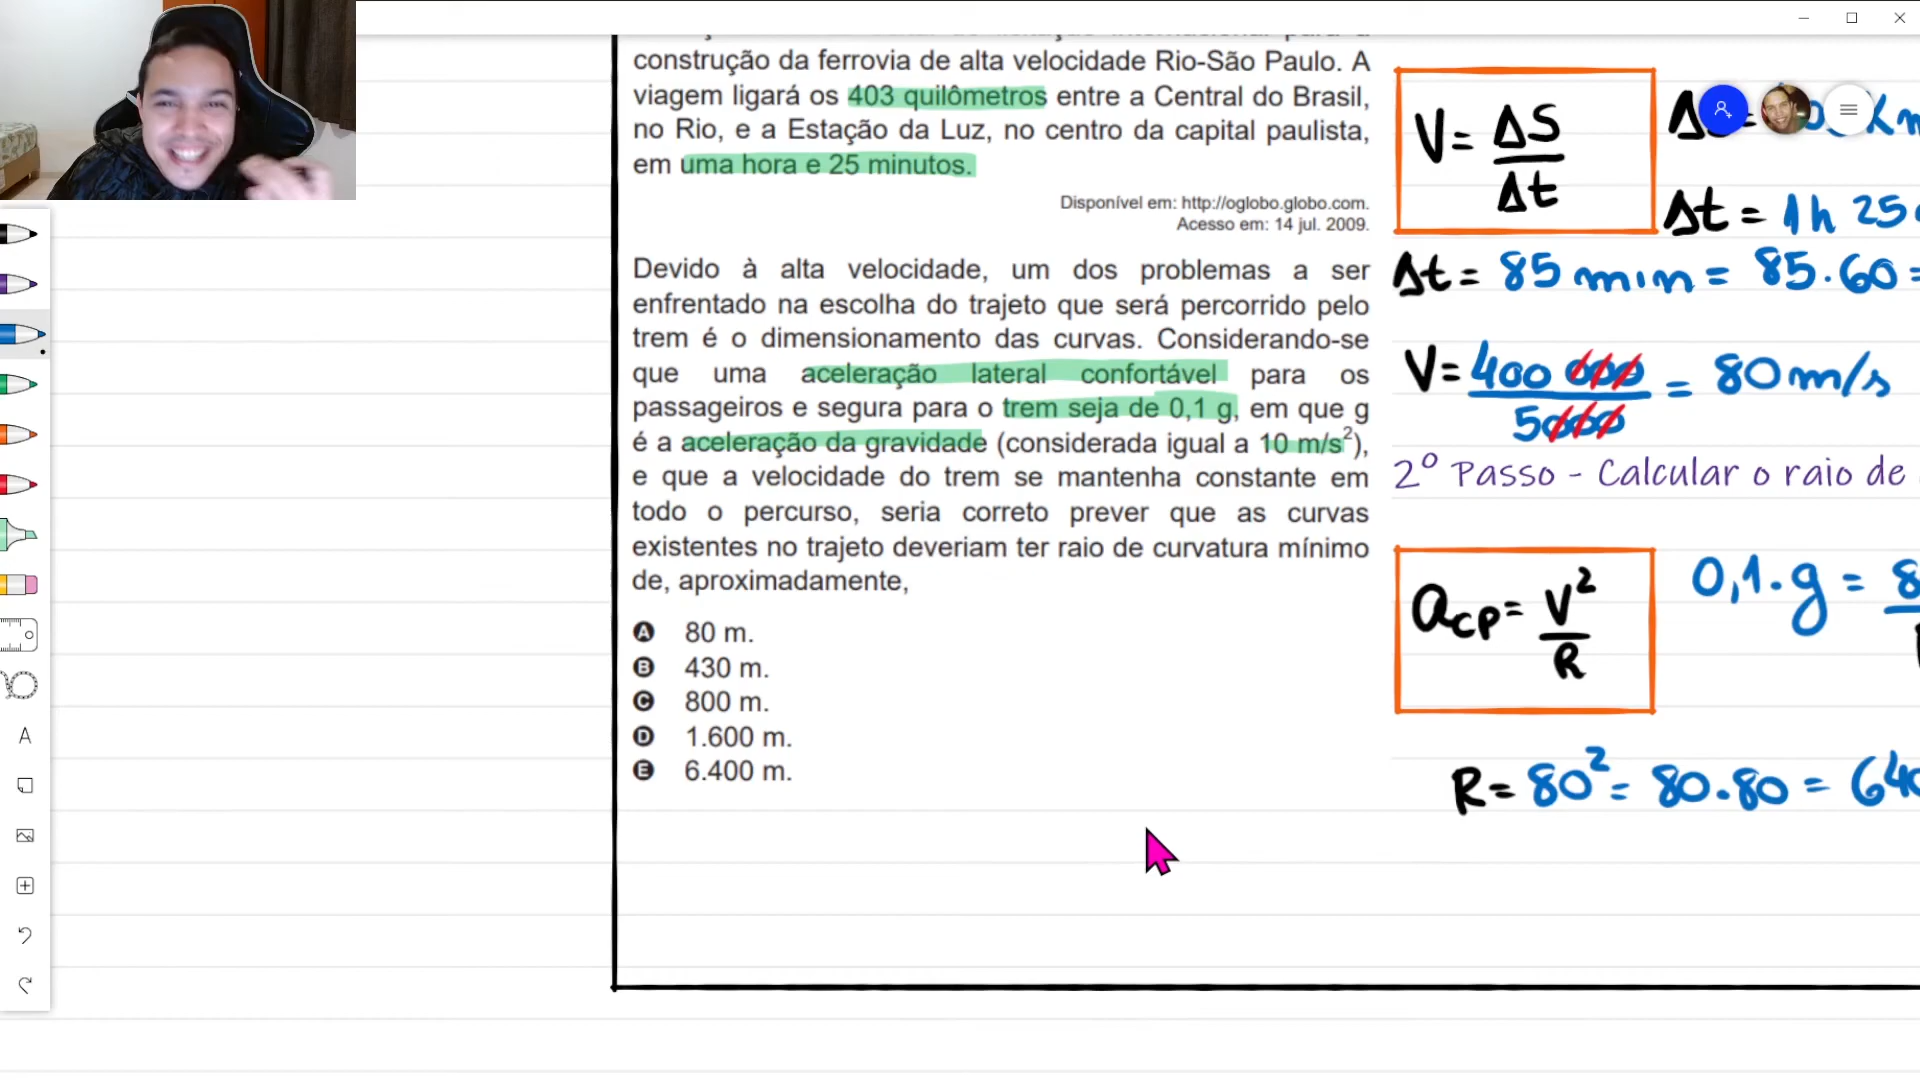 construção da ferrovia de alta velocidade Rio-São Paulo. A
viagem ligará os 403 quilômetros entre a Central do Brasil,
no Rio, e a Estação da Luz, no centro da capital paulista,
em uma hora e 25 minutos.
Disponível em: http://oglobo.globo.com.
Acesso em: 14 jul. 2009.
Devido à alta velocidade, um dos problemas a ser
enfrentado na escolha do trajeto que será percorrido pelo
trem é o dimensionamento das curvas. Considerando-se
que uma aceleração lateral confortável para os
passageiros e segura para o trem seja de 0,1 g, em que g
é a aceleração da gravidade (considerada igual a 10 m/s²),
e que a velocidade do trem se mantenha constante em
todo o percurso, seria correto prever que as curvas
existentes no trajeto deveriam ter raio de curvatura mínimo
de, aproximadamente,
A 80 m.
B 430 m.
C 800 m.
D 1.600 m.
E 6.400 m.
V = ΔS
Δt
Δt = 1h 25
Δt = 85 min = 85.60 =
V = 400 000 = 80 m/s
5000
2º Passo - Calcular o raio de
acp = V²
R
0,1.g = 8
R = 80² = 80.80 = 640
A